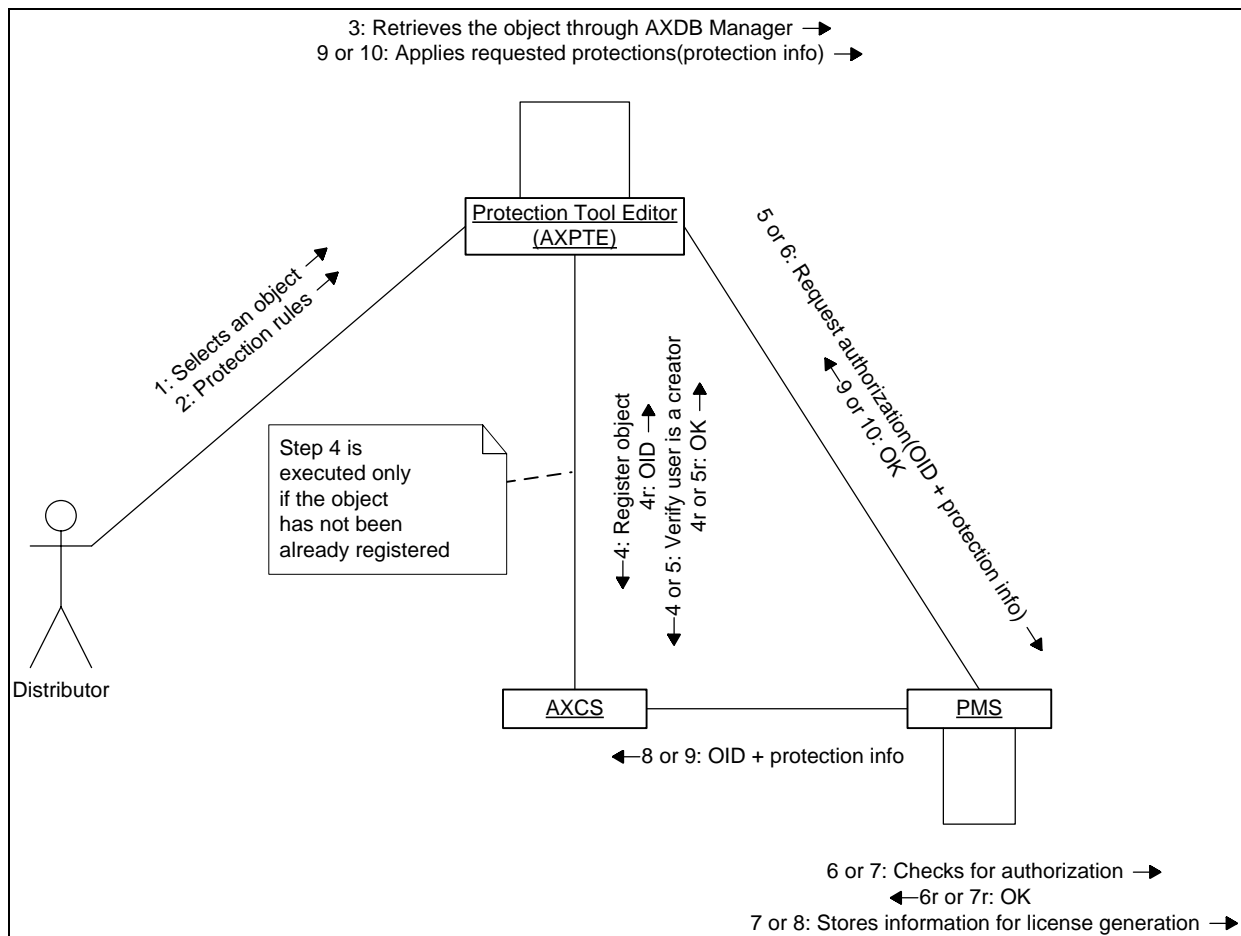 3: Retrieves the object through AXDB Manager
9 or 10: Applies requested protections(protection info)
Protection Tool Editor
(AXPTE)
1: Selects an object
2: Protection rules
5 or 6: Request authorization(OID + protection info)
9 or 10: OK
4: Register object
4r: OID
4 or 5: Verify user is a creator
4r or 5r: OK
Step 4 is
executed only
if the object
has not been
already registered
Distributor
AXCS
PMS
8 or 9: OID + protection info
6 or 7: Checks for authorization
6r or 7r: OK
7 or 8: Stores information for license generation